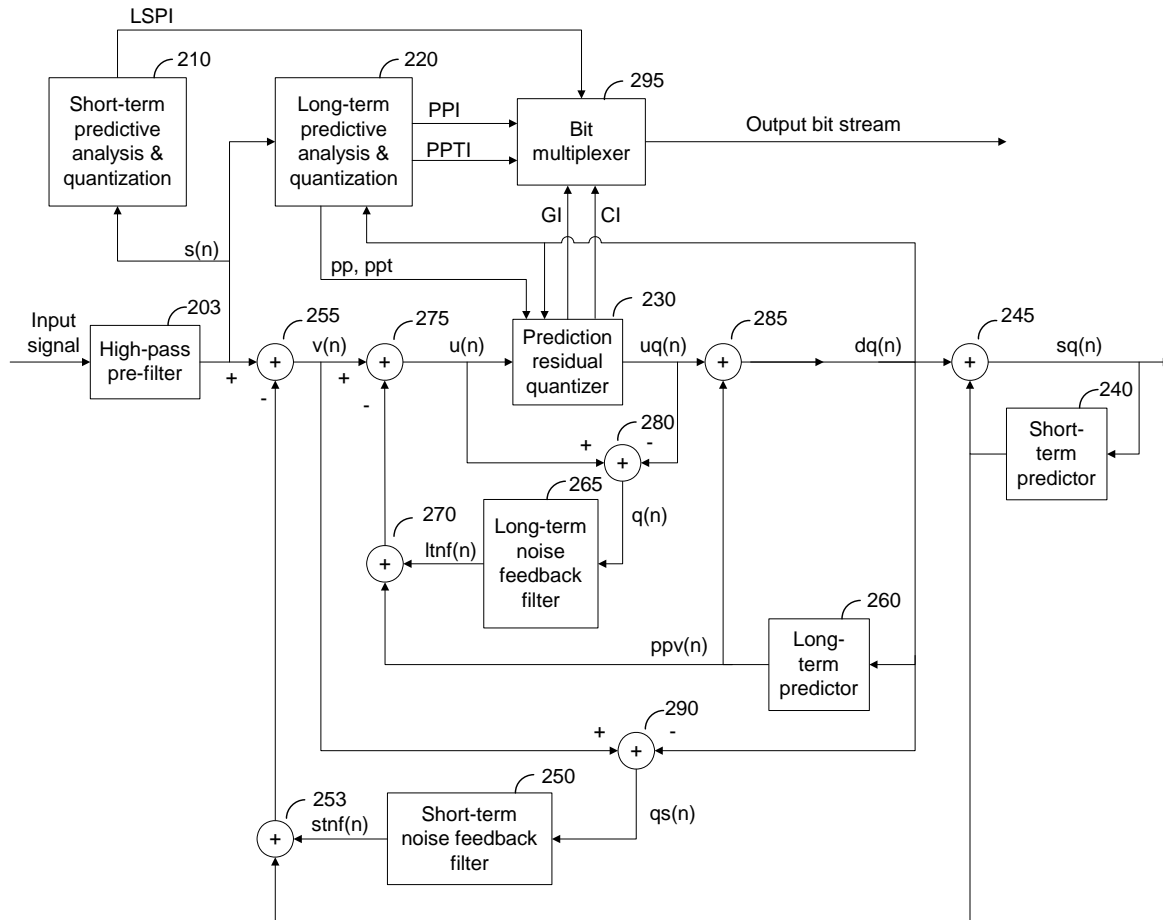 LSPI
210
220
295
Short-term
predictive
analysis &
quantization
Long-term
predictive
analysis &
quantization
PPI
PPTI
Bit
multiplexer
Output bit stream
GI
CI
s(n)
pp, ppt
Input
signal
203
High-pass
pre-filter
+
-
255
+
v(n)
+
-
275
+
u(n)
230
Prediction
residual
quantizer
uq(n)
285
+
dq(n)
245
+
sq(n)
240
Short-
term
predictor
280
+
-
+
265
Long-term
noise
feedback
filter
q(n)
270
+
ltnf(n)
260
Long-
term
predictor
ppv(n)
290
+
-
+
250
Short-term
noise feedback
filter
qs(n)
253
+
stnf(n)